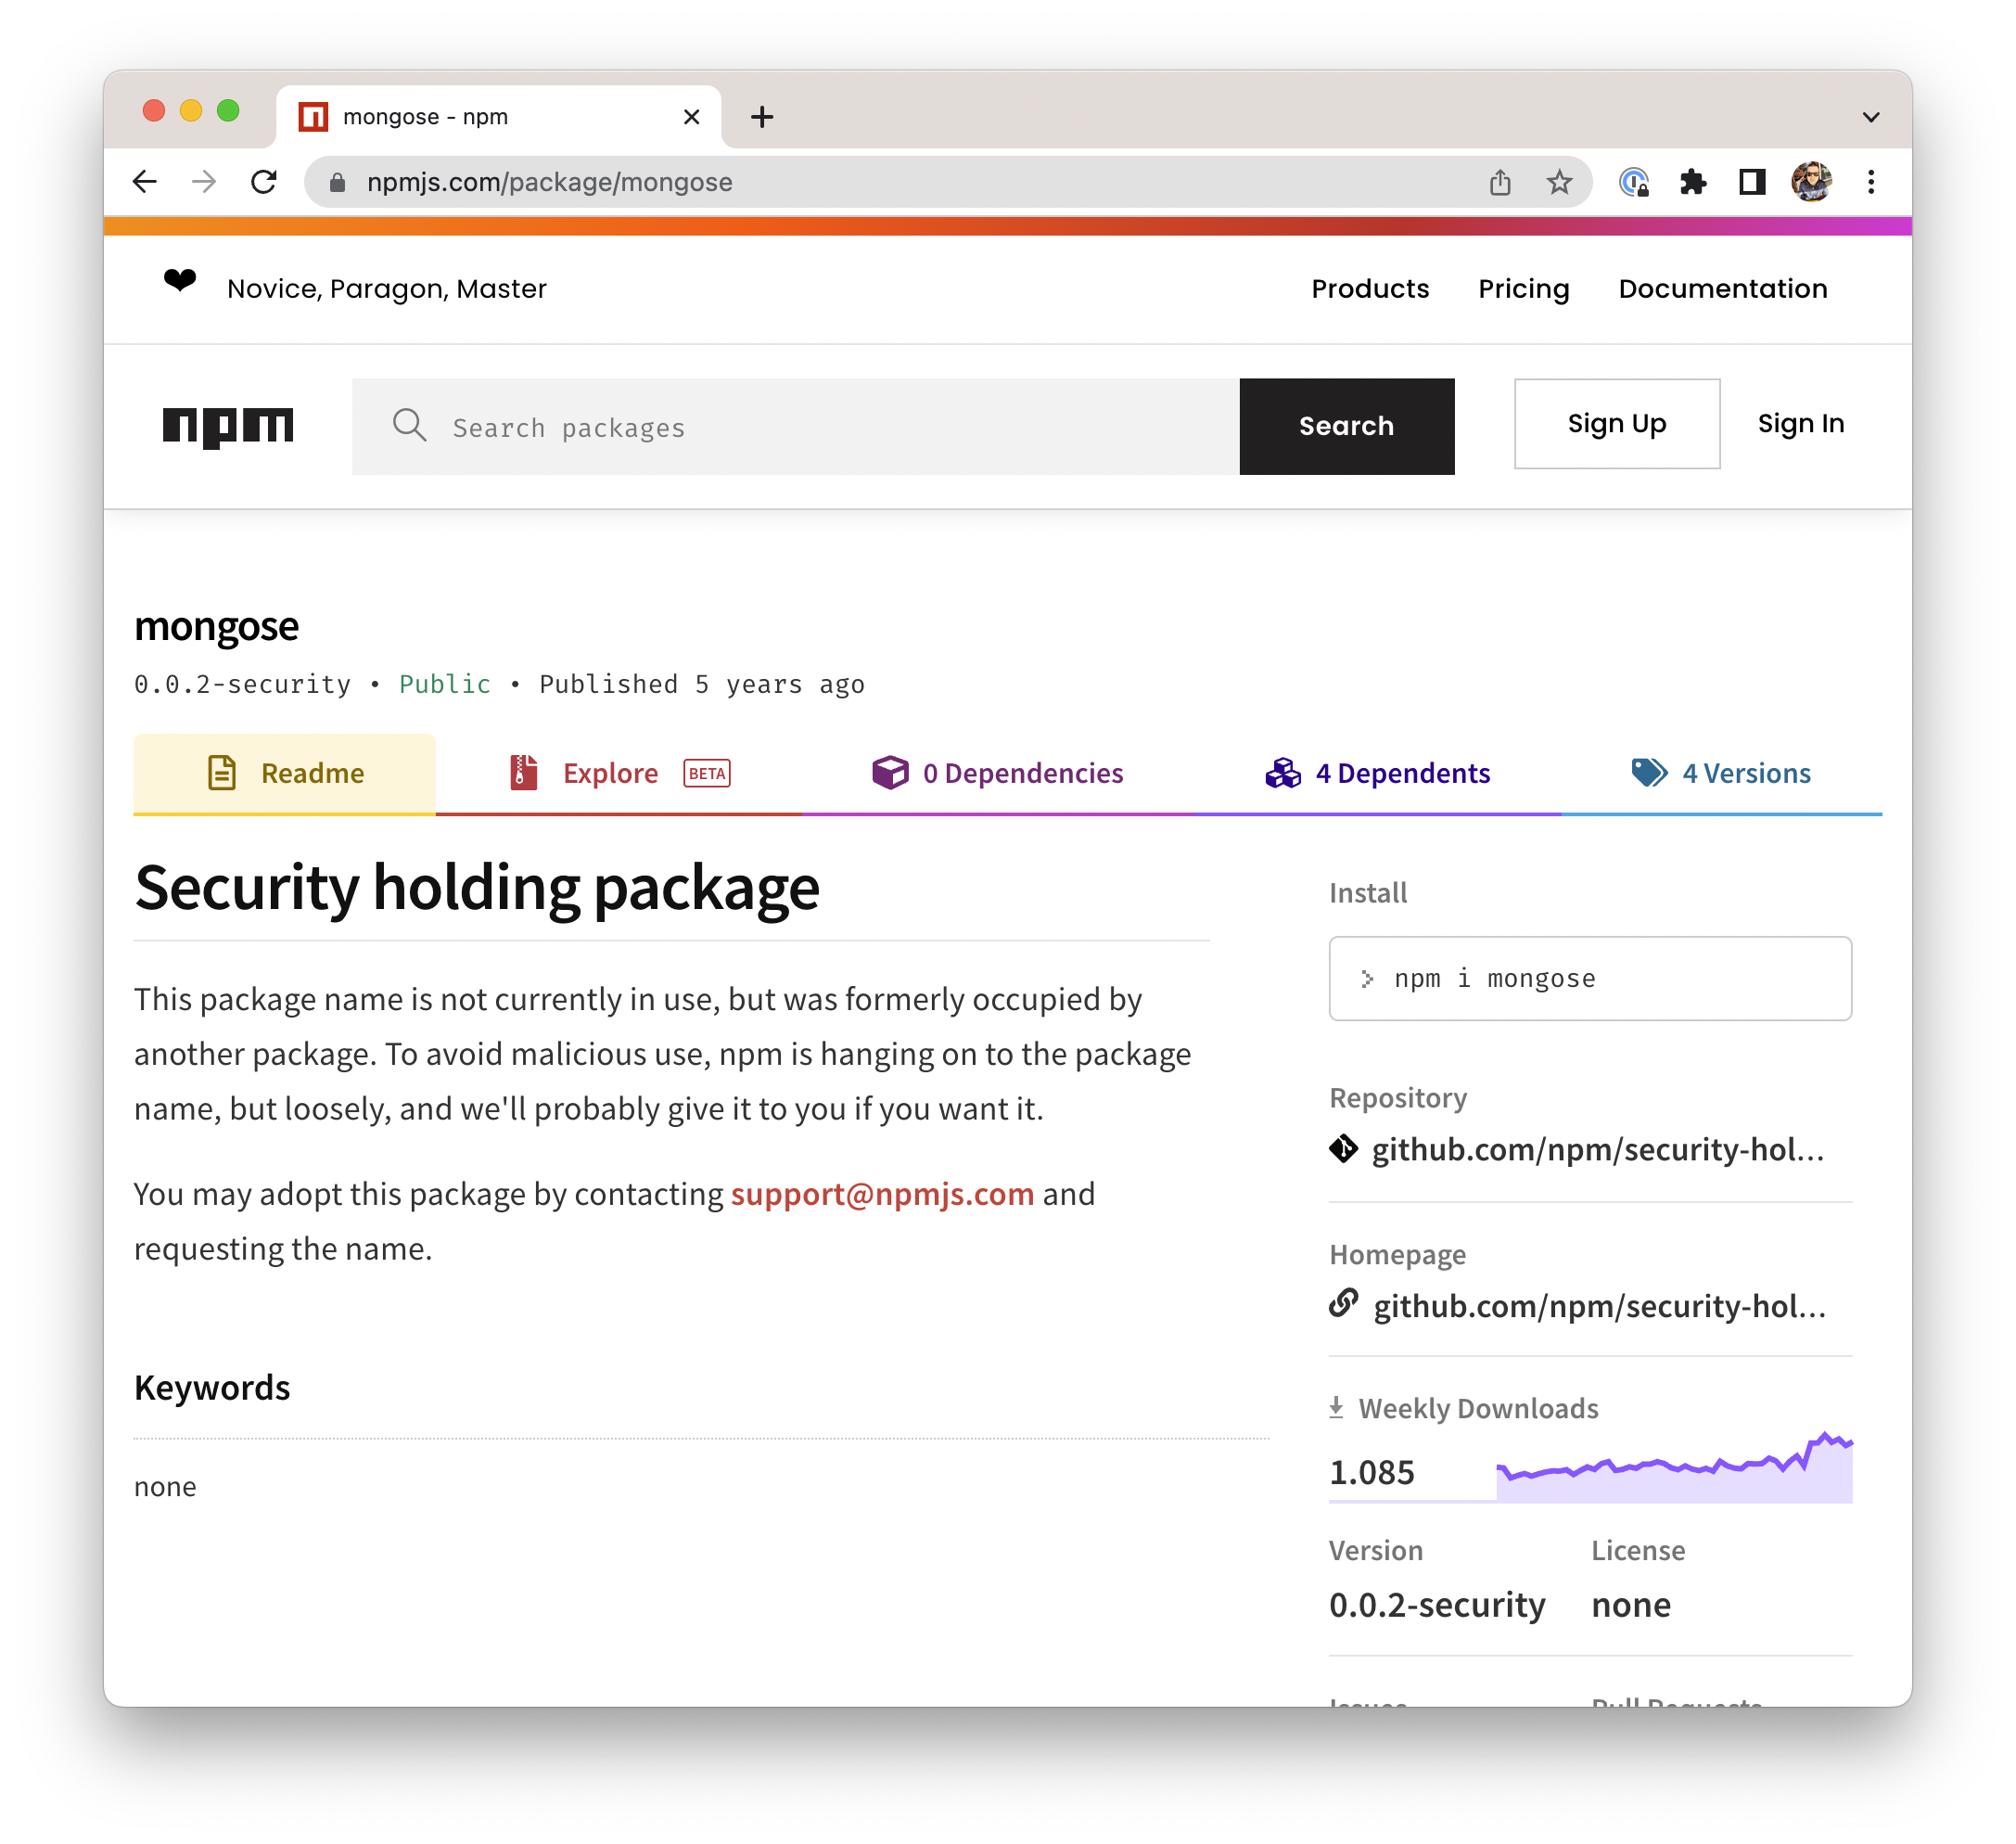 mongose - npm
npmjs.com/package/mongose
Novice, Paragon, Master
Products Pricing Documentation
npm
Search packages
Search
Sign Up
Sign In
mongose
0.0.2-security • Public • Published 5 years ago
Readme
Explore BETA
0 Dependencies
4 Dependents
4 Versions
Security holding package
This package name is not currently in use, but was formerly occupied by
another package. To avoid malicious use, npm is hanging on to the package
name, but loosely, and we'll probably give it to you if you want it.
You may adopt this package by contacting support@npmjs.com and
requesting the name.
Keywords
none
Install
> npm i mongose
Repository
github.com/npm/security-hol...
Homepage
github.com/npm/security-hol...
Weekly Downloads
1.085
Version License
0.0.2-security none
Issues Pull Requests